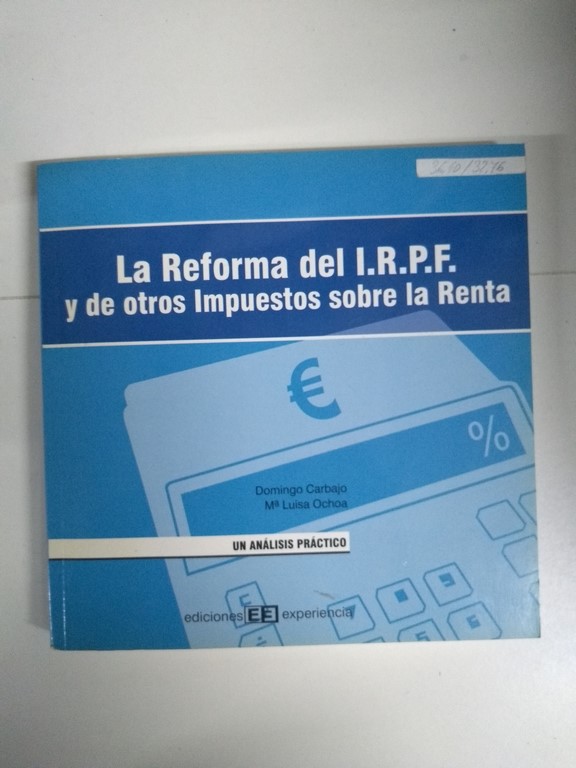 La Reforma del I.R.P.F.
y de otros Impuestos sobre la Renta
€
%
Domingo Carbajo
Mª Luisa Ochoa
UN ANÁLISIS PRÁCTICO
ediciones EE experiencia